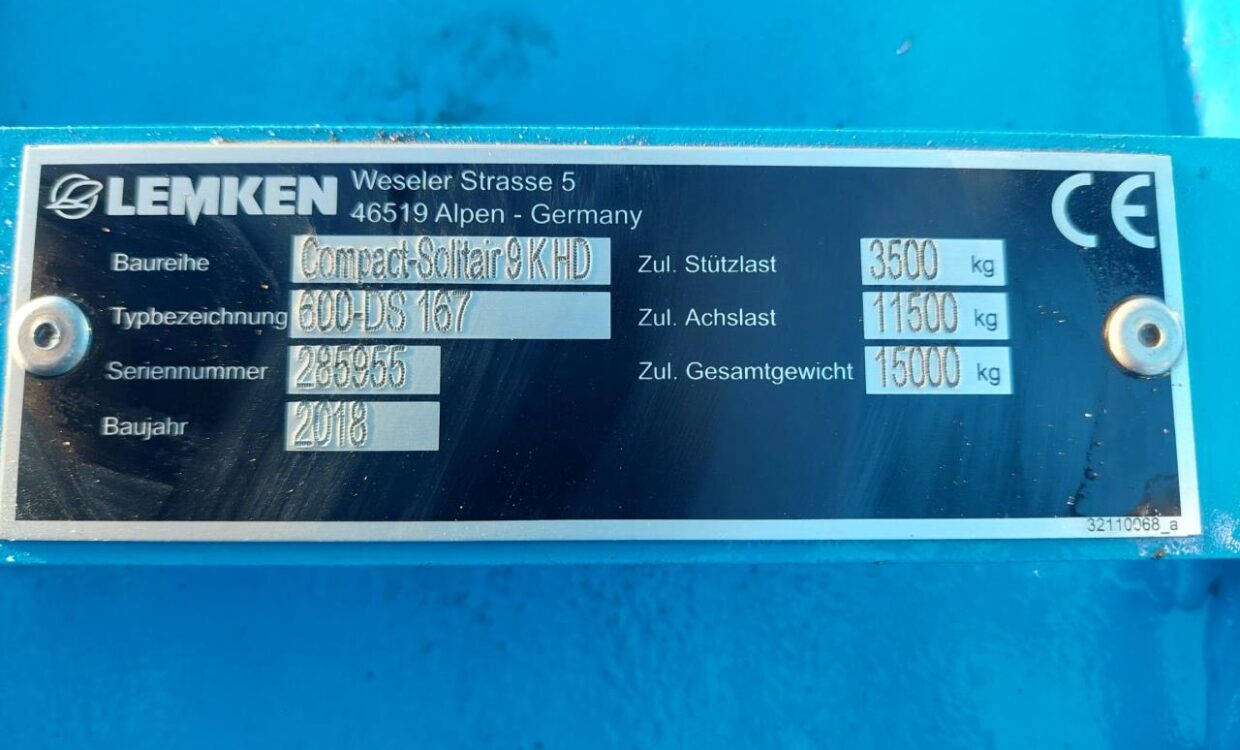 LEMKEN Weseler Strasse 5
46519 Alpen - Germany
CE
Baureihe Compact-Solitair 9 K HD Zul. Stützlast 3500 kg
Typbezeichnung 600-DS 167 Zul. Achslast 11500 kg
Seriennummer 285955 Zul. Gesamtgewicht 15000 kg
Baujahr 2018
32110068_a